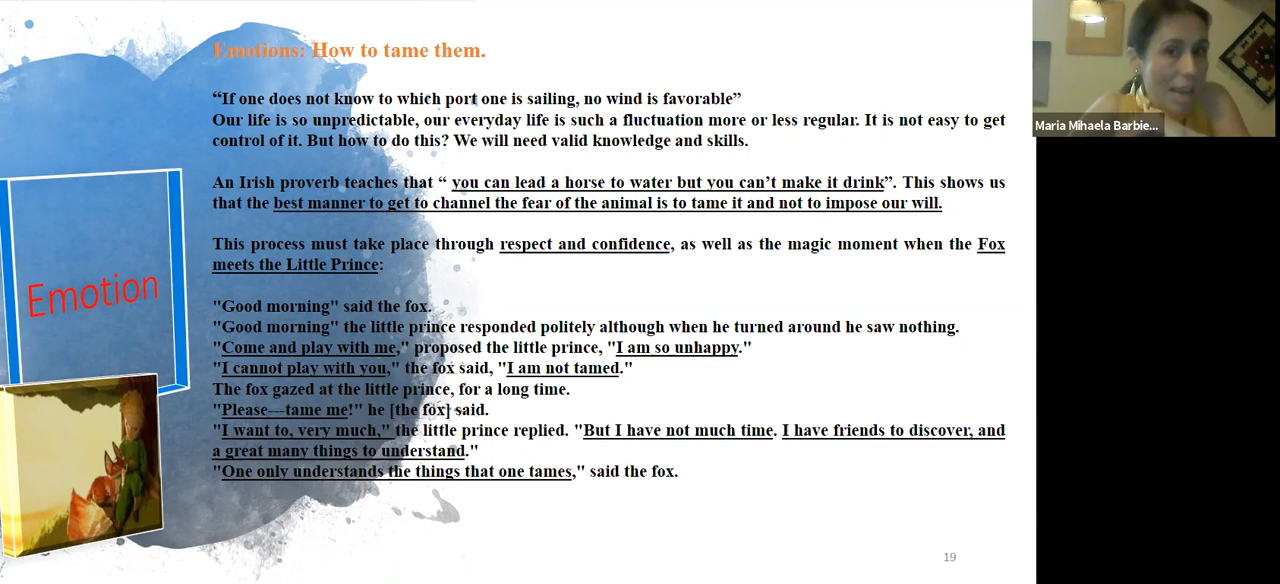 Emotions: How to tame them.
“If one does not know to which port one is sailing, no wind is favorable”
Our life is so unpredictable, our everyday life is such a fluctuation more or less regular. It is not easy to get
control of it. But how to do this? We will need valid knowledge and skills.
An Irish proverb teaches that “ you can lead a horse to water but you can’t make it drink”. This shows us
that the best manner to get to channel the fear of the animal is to tame it and not to impose our will.
This process must take place through respect and confidence, as well as the magic moment when the Fox
meets the Little Prince:
"Good morning" said the fox.
"Good morning" the little prince responded politely although when he turned around he saw nothing.
"Come and play with me," proposed the little prince, "I am so unhappy."
"I cannot play with you," the fox said, "I am not tamed."
The fox gazed at the little prince, for a long time.
"Please---tame me!" he [the fox] said.
"I want to, very much," the little prince replied. "But I have not much time. I have friends to discover, and
a great many things to understand."
"One only understands the things that one tames," said the fox.
Emotion
19
Maria Mihaela Barbie...